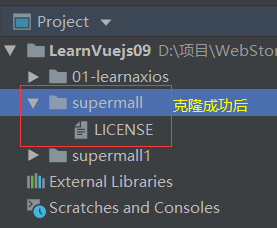 Project
LearnVuejs09 D:\项目\WebStor
01-learnaxios
supermall 克隆成功后
LICENSE
supermall1
External Libraries
Scratches and Consoles